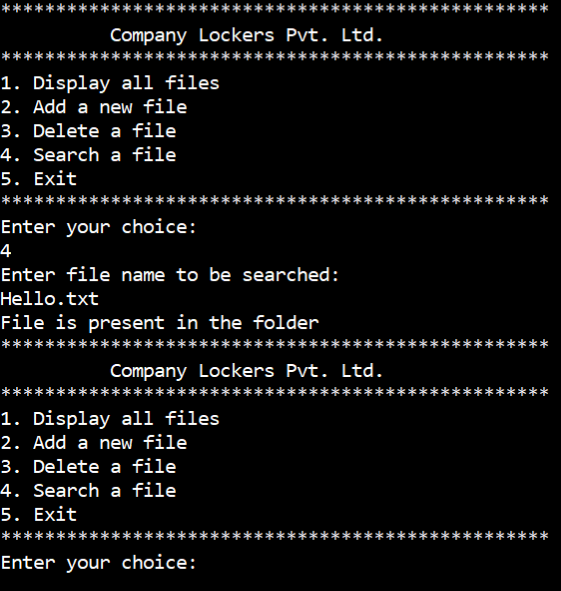 **************************************************
Company Lockers Pvt. Ltd.
**************************************************
1. Display all files
2. Add a new file
3. Delete a file
4. Search a file
5. Exit
**************************************************
Enter your choice:
4
Enter file name to be searched:
Hello.txt
File is present in the folder
**************************************************
Company Lockers Pvt. Ltd.
**************************************************
1. Display all files
2. Add a new file
3. Delete a file
4. Search a file
5. Exit
**************************************************
Enter your choice: